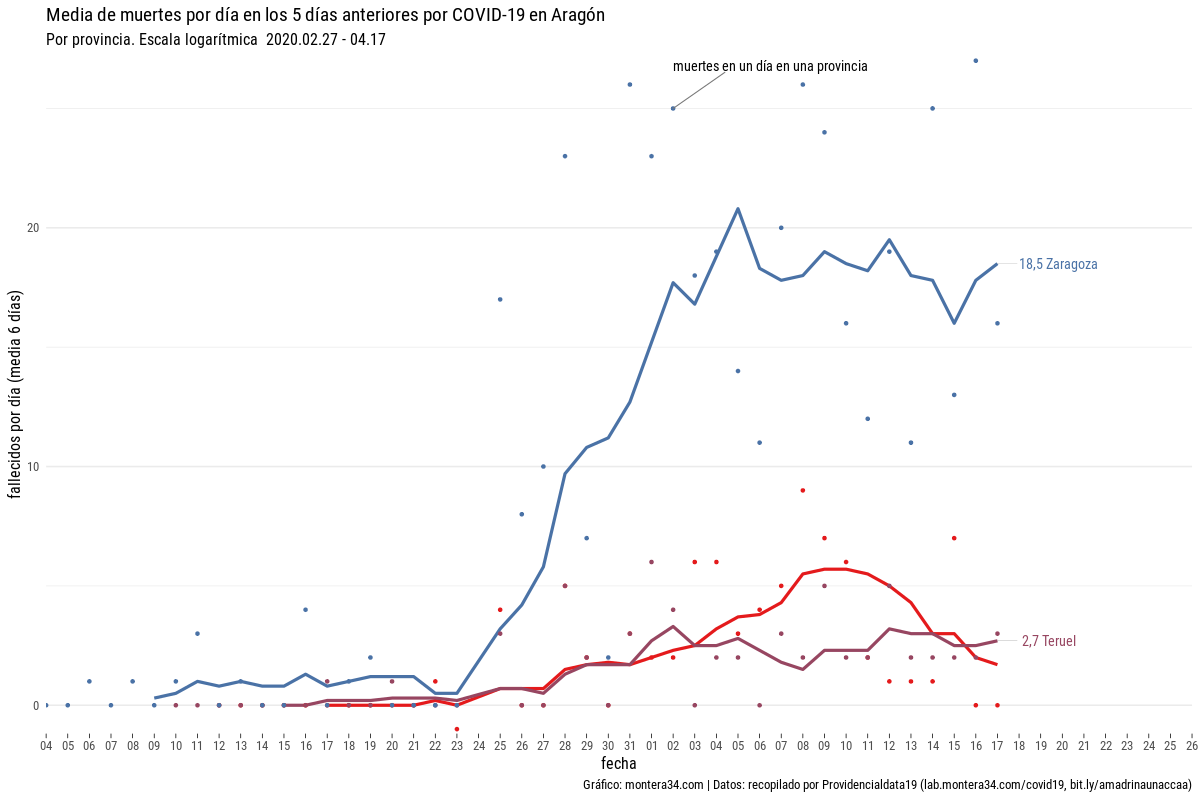 Media de muertes por día en los 5 días anteriores por COVID-19 en Aragón
Por provincia. Escala logarítmica 2020.02.27 - 04.17
muertes en un día en una provincia
20
18,5 Zaragoza
fallecidos por día (media 6 días)
10
2,7 Teruel
0
04 05 06 07 08 09 10 11 12 13 14 15 16 17 18 19 20 21 22 23 24 25 26 27 28 29 30 31 01 02 03 04 05 06 07 08 09 10 11 12 13 14 15 16 17 18 19 20 21 22 23 24 25 26
fecha
Gráfico: montera34.com | Datos: recopilado por Providencialdata19 (lab.montera34.com/covid19, bit.ly/amadrinaunaccaa)